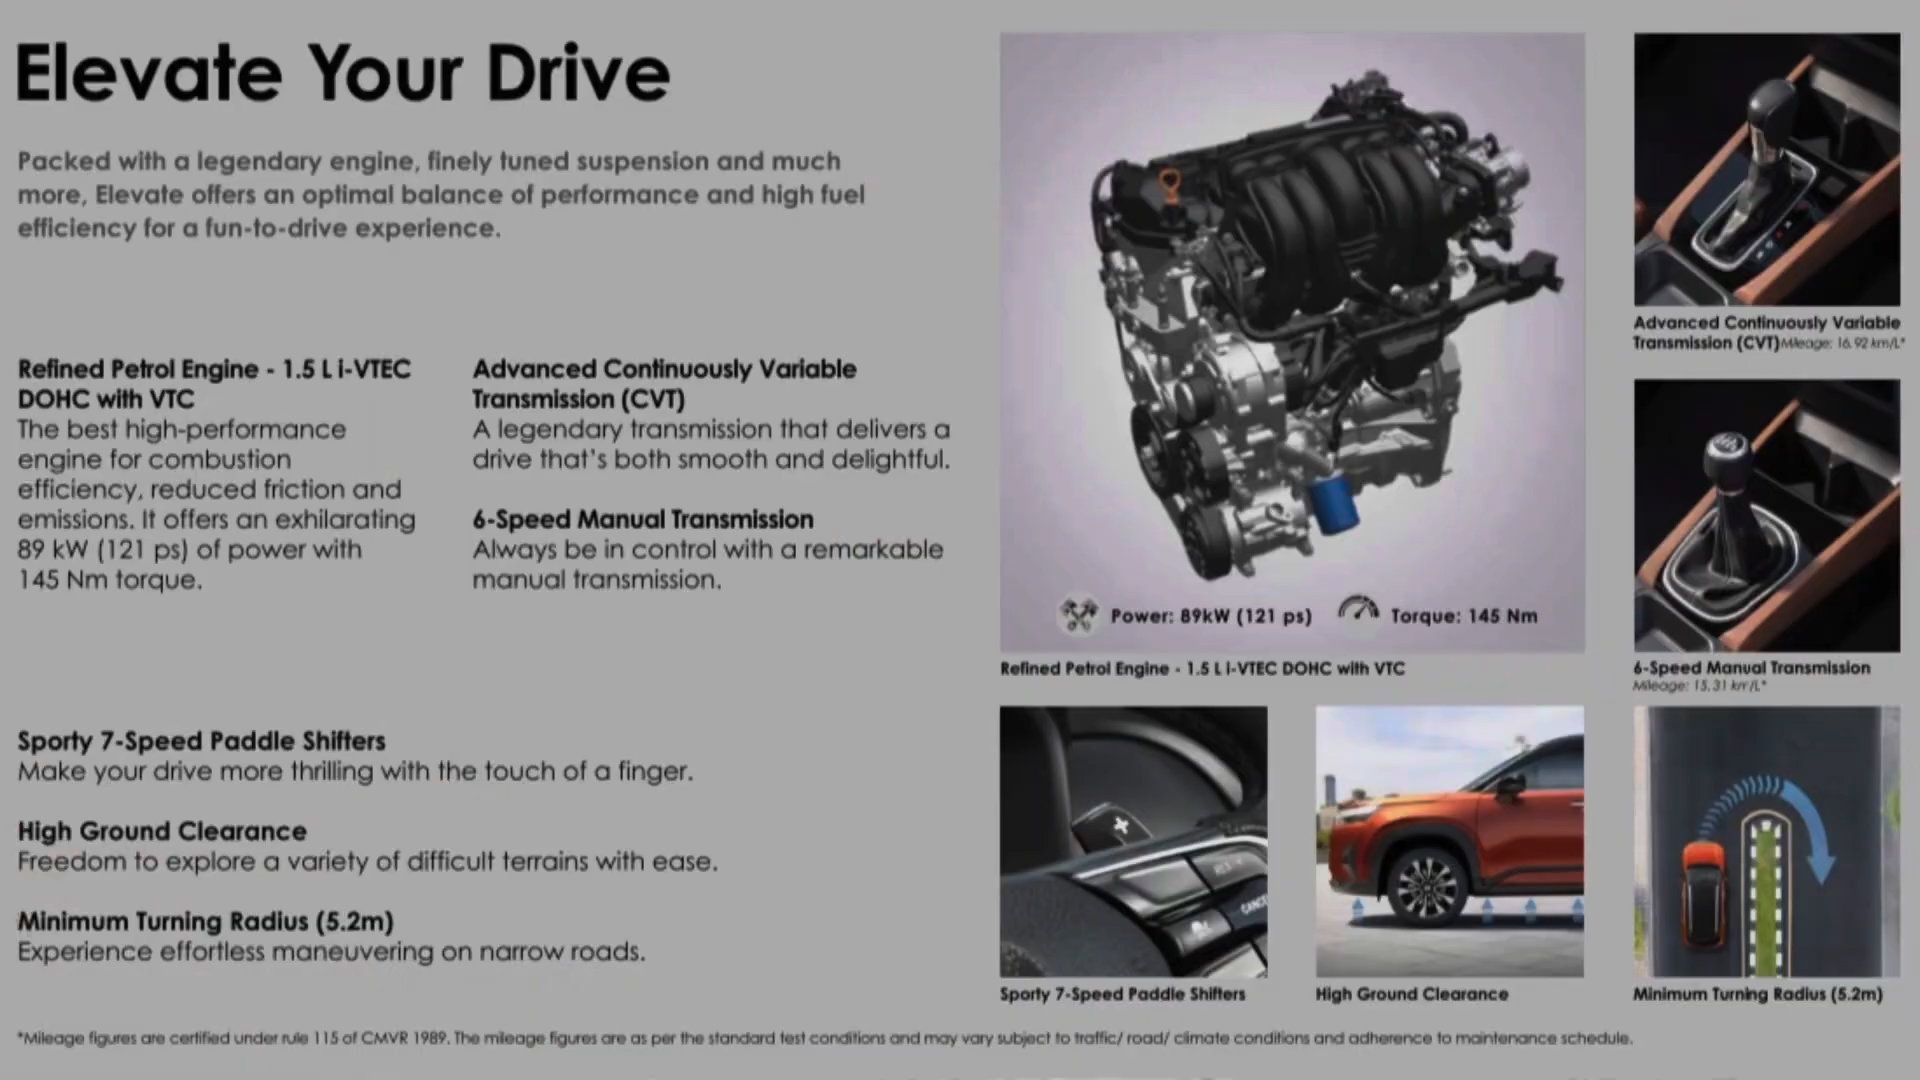 Elevate Your Drive
Packed with a legendary engine, finely tuned suspension and much
more, Elevate offers an optimal balance of performance and high fuel
efficiency for a fun-to-drive experience.
Refined Petrol Engine - 1.5 L i-VTEC
DOHC with VTC
The best high-performance
engine for combustion
efficiency, reduced friction and
emissions. It offers an exhilarating
89 kW (121 ps) of power with
145 Nm torque.
Advanced Continuously Variable
Transmission (CVT)
A legendary transmission that delivers a
drive that's both smooth and delightful.
6-Speed Manual Transmission
Always be in control with a remarkable
manual transmission.
Sporty 7-Speed Paddle Shifters
Make your drive more thrilling with the touch of a finger.
High Ground Clearance
Freedom to explore a variety of difficult terrains with ease.
Minimum Turning Radius (5.2m)
Experience effortless maneuvering on narrow roads.
Power: 89kW (121 ps) Torque: 145 Nm
Refined Petrol Engine - 1.5 L i-VTEC DOHC with VTC
Advanced Continuously Variable
Transmission (CVT) Mileage: 16.92 km/L*
6-Speed Manual Transmission
Mileage: 15.31 km/L*
Sporty 7-Speed Paddle Shifters
High Ground Clearance
Minimum Turning Radius (5.2m)
*Mileage figures are certified under rule 115 of CMVR 1989. The mileage figures are as per the standard test conditions and may vary subject to traffic/ road/ climate conditions and adherence to maintenance schedule.